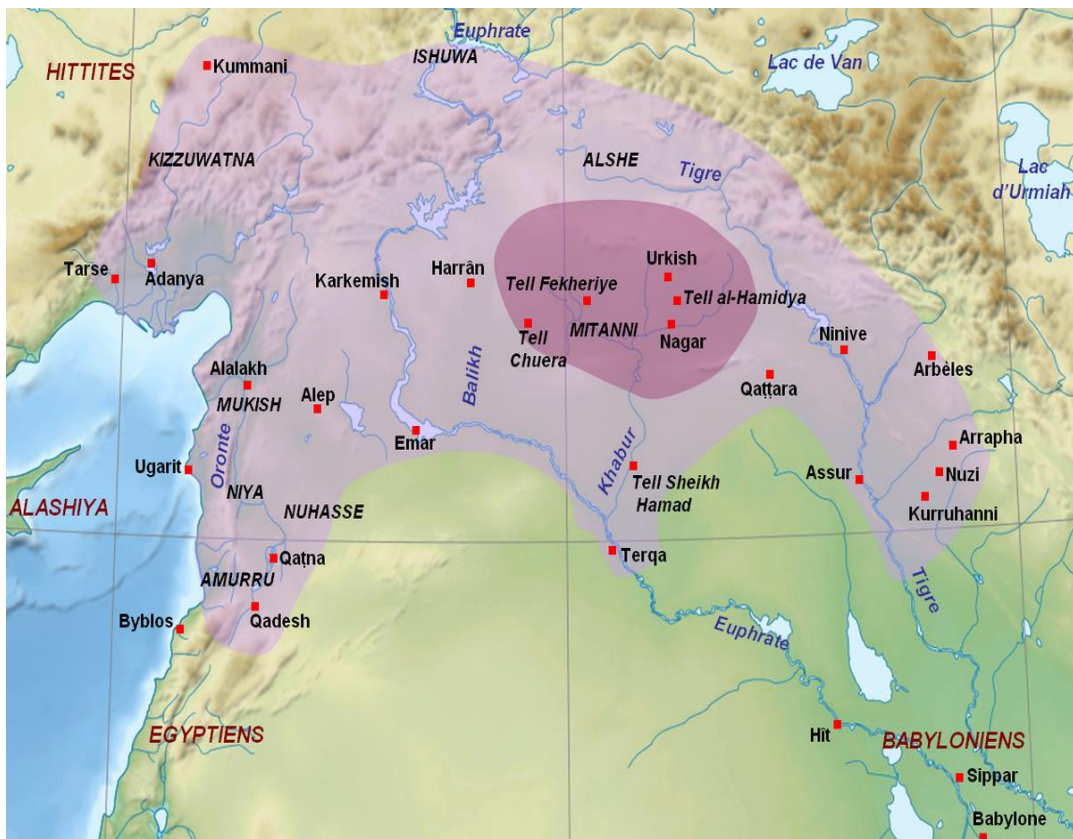 Euphrate
ISHUWA
HITTITES
Kummani
Lac de Van
KIZZUWATNA
ALSHE
Tigre
Lac
d'Urmiah
Tarse
Adanya
Karkemish
Harrân
Urkish
Tell Fekheriye
Tell al-Hamidya
MITANNI
Nagar
Tell
Chuera
Ninive
Arbèles
Alalakh
MUKISH
Alep
Balikh
Qaṭṭara
Emar
Oronte
Ugarit
NIYA
NUHASSE
Khabur
Tell Sheikh
Hamad
Assur
Arrapha
Nuzi
Kurruhanni
ALASHIYA
Qaṭna
Terqa
AMURRU
Qadesh
Byblos
Tigre
Euphrate
EGYPTIENS
Hît
BABYLONIENS
Sippar
Babylone